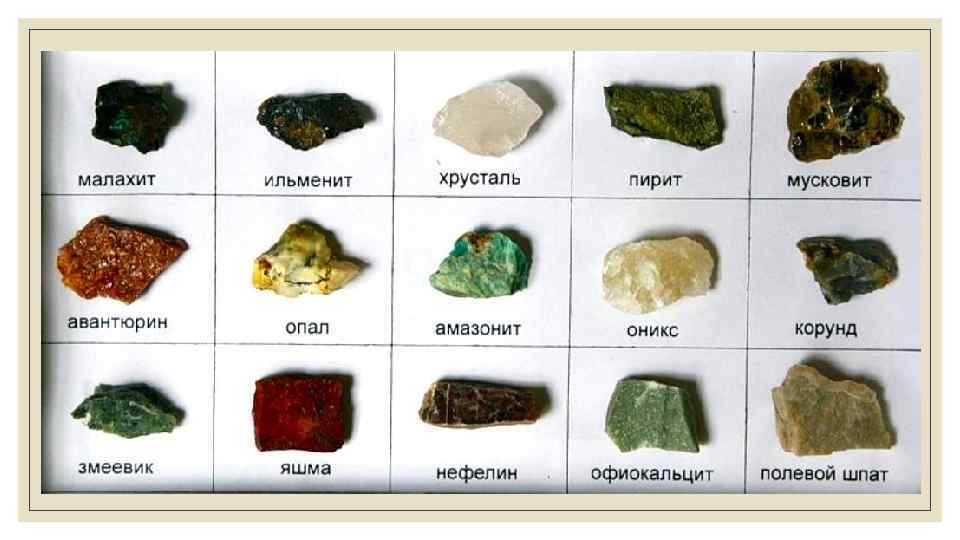 малахит
ильменит
хрусталь
пирит
мусковит
авантюрин
опал
амазонит
оникс
корунд
змеевик
яшма
нефелин
офиокальцит
полевой шпат